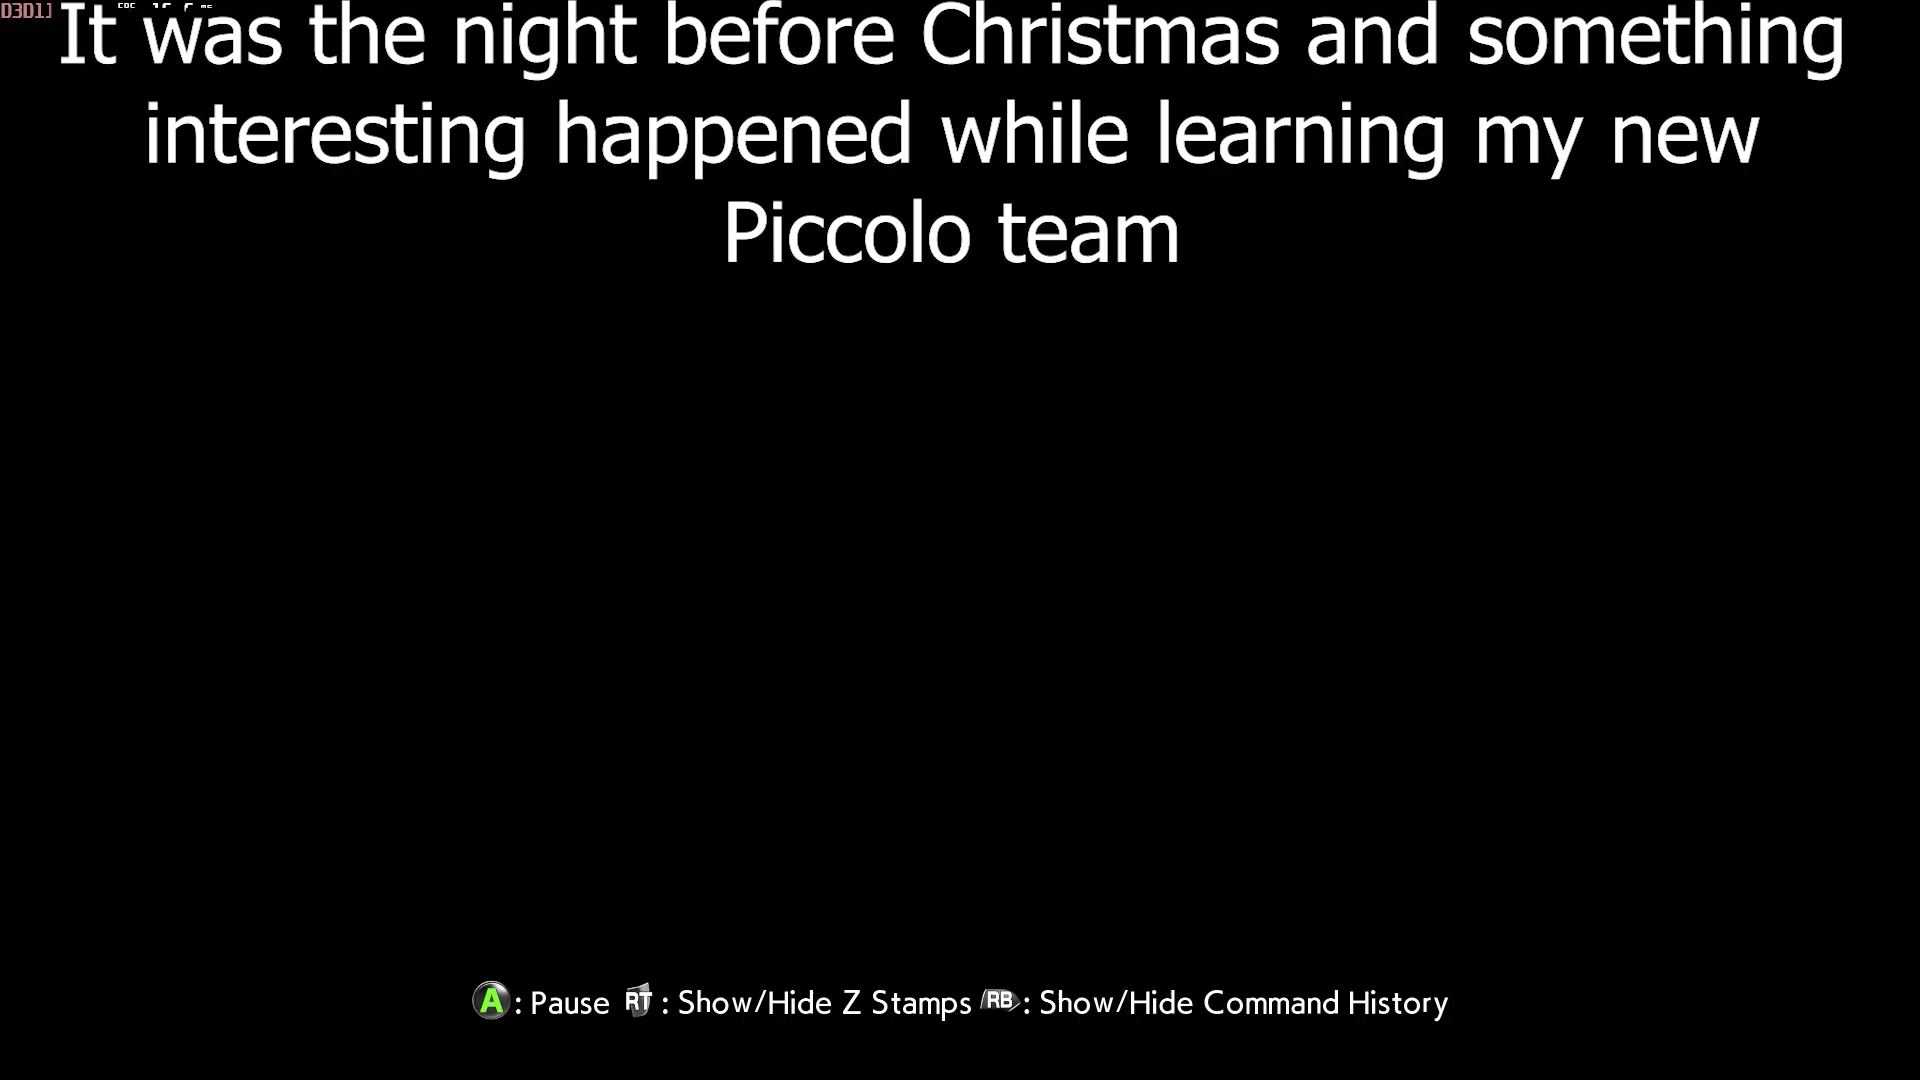 It was the night before Christmas and something
interesting happened while learning my new
Piccolo team
A : Pause RT : Show/Hide Z Stamps RB : Show/Hide Command History